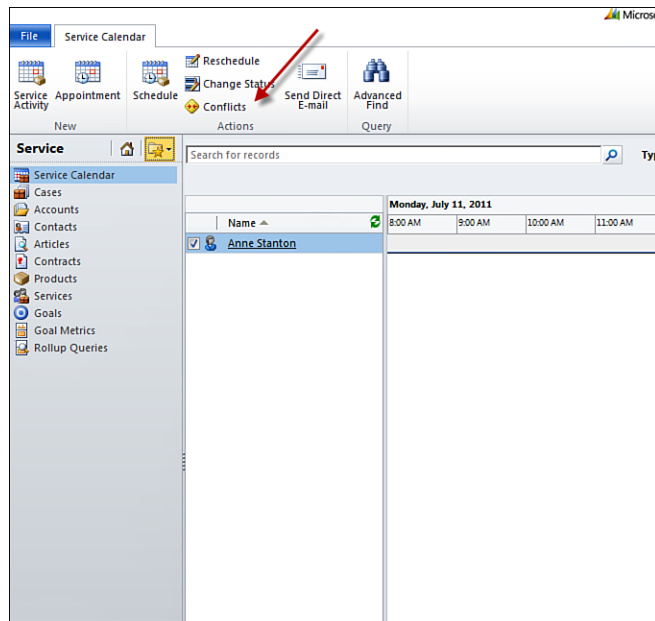 Micros
File Service Calendar
Service Activity
Appointment
Schedule
Reschedule
Change Status
Conflicts
Send Direct E-mail
Advanced Find
New
Actions
Query
Service
Search for records
Ty
Service Calendar
Cases
Accounts
Contacts
Articles
Contracts
Products
Services
Goals
Goal Metrics
Rollup Queries
Monday, July 11, 2011
Name
8:00 AM 9:00 AM 10:00 AM 11:00 AM
Anne Stanton